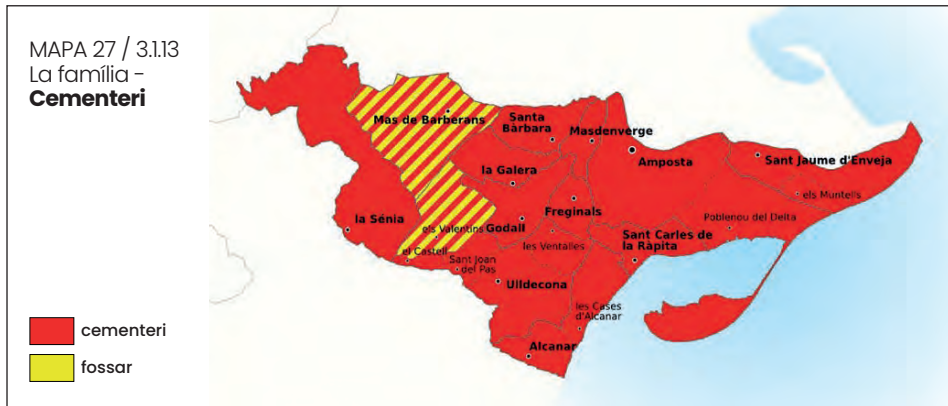 MAPA 27 / 3.1.13
La família -
Cementeri
Mas de Barberans
Santa
Bàrbara
Masdenverge
Amposta
Sant Jaume d'Enveja
els Muntells
la Galera
Freginals
Poblenou del Delta
la Sénia
els Valentins
Godall
les Ventalles
Sant Carles de
la Ràpita
el Castell
Sant Joan
del Pas
Ulldecona
les Cases
d'Alcanar
Alcanar
cementeri
fossar